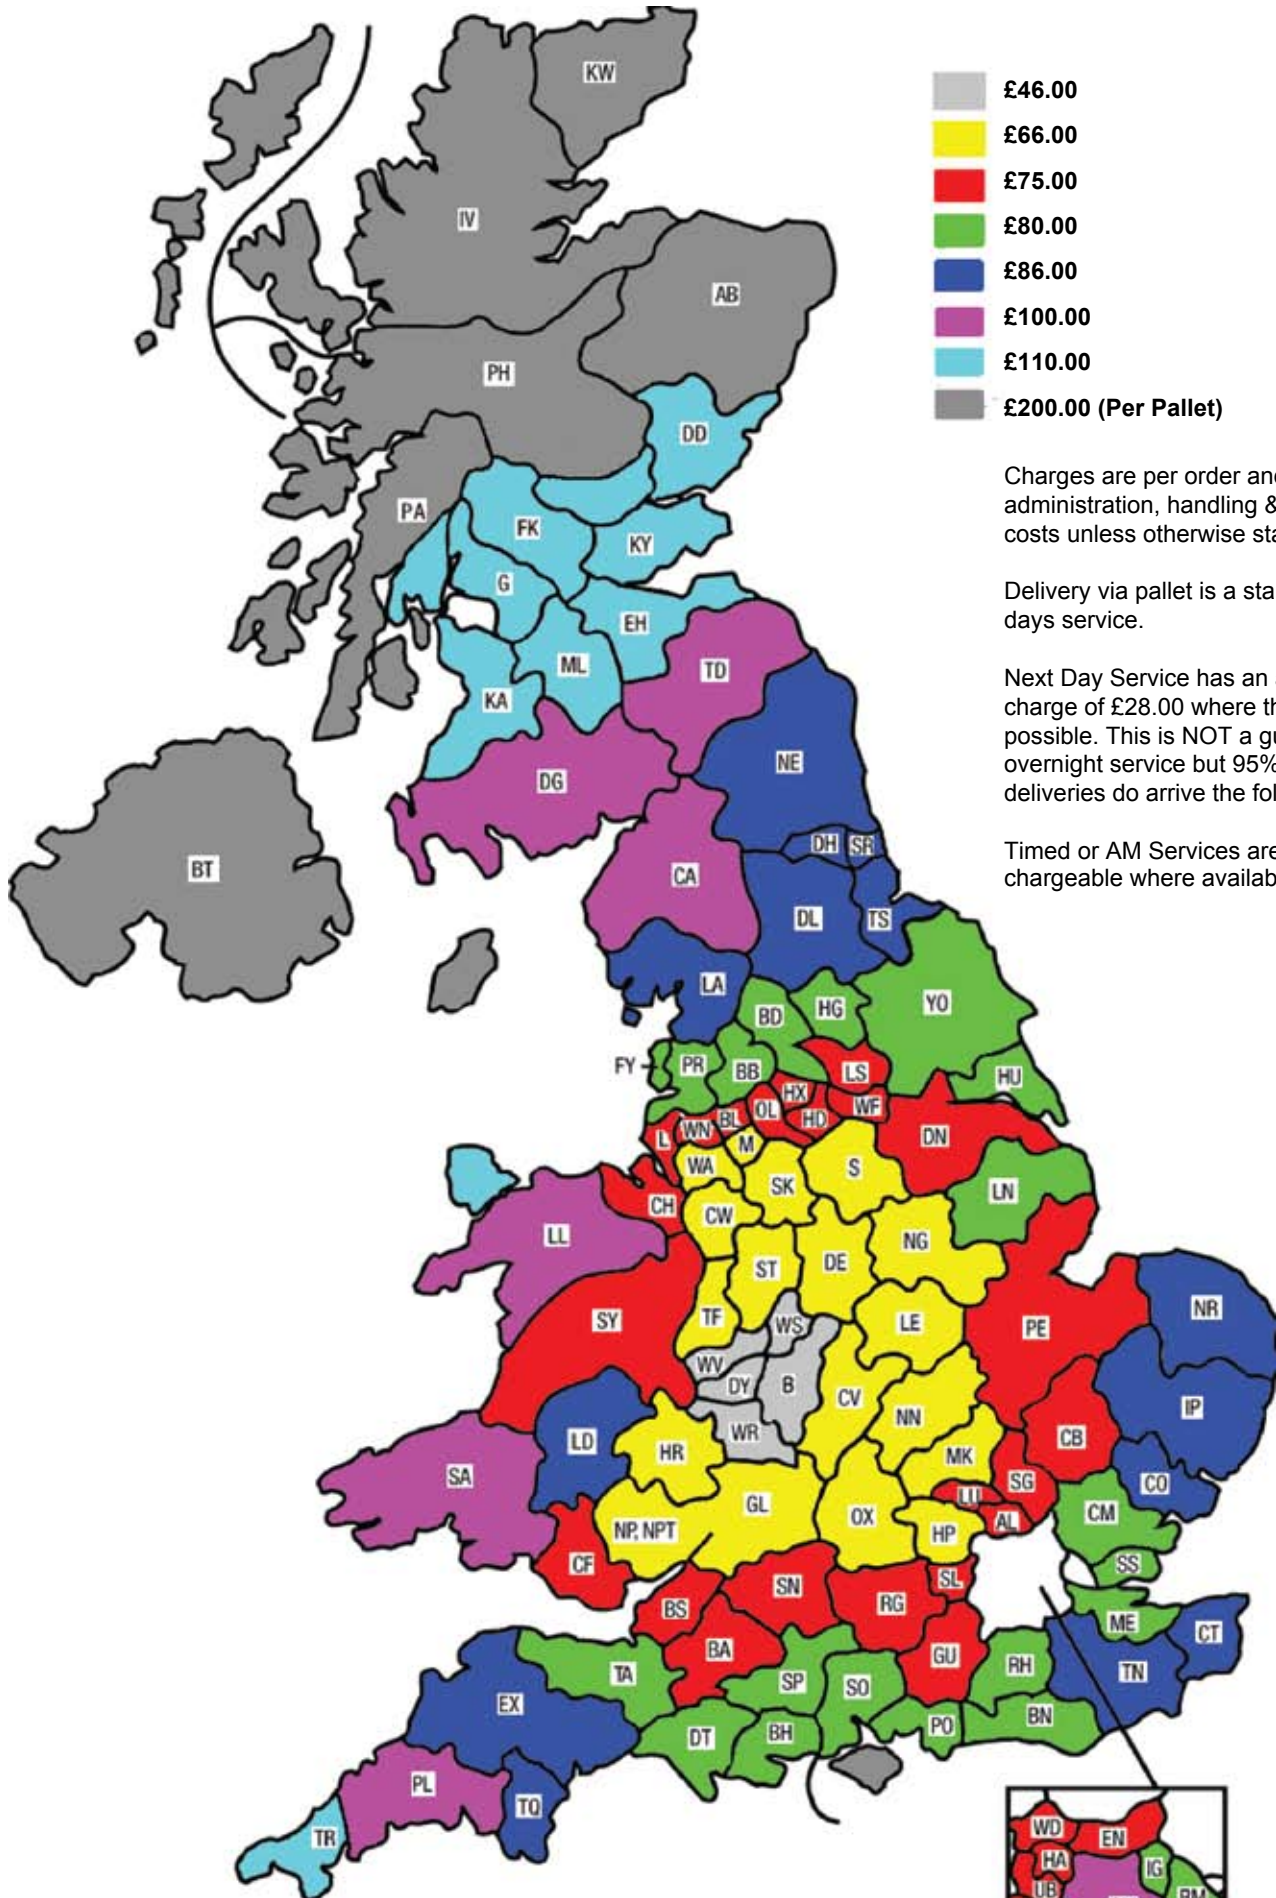 £46.00
£66.00
£75.00
£80.00
£86.00
£100.00
£110.00
£200.00 (Per Pallet)
Charges are per order and
administration, handling &
costs unless otherwise
Delivery via pallet is a
days service.
Next Day Service has an
charge of £28.00 where
possible. This is NOT a
overnight service but 95%
deliveries do arrive the
Timed or AM Services are
chargeable where
KW
IV
AB
PH
DD
PA
FK
KY
G
EH
ML
TD
KA
NE
DG
DH
SR
BT
CA
DL
TS
LA
YO
HG
BD
FY
PR
BB
LS
HU
HX
OL
BL
WN
HD
WF
L
M
DN
WA
S
SK
LN
CH
CW
LL
NG
ST
DE
SY
TF
WS
LE
PE
NR
WV
DY
B
CV
NN
IP
WR
CB
LD
HR
MK
SA
SG
CO
LU
GL
OX
AL
CM
NP, NPT
HP
CF
SS
SL
SN
BS
RG
ME
CT
BA
GU
RH
TN
TA
SP
SO
EX
BN
PO
DT
BH
PL
TQ
TR
WD
EN
HA
IG
UB
RM